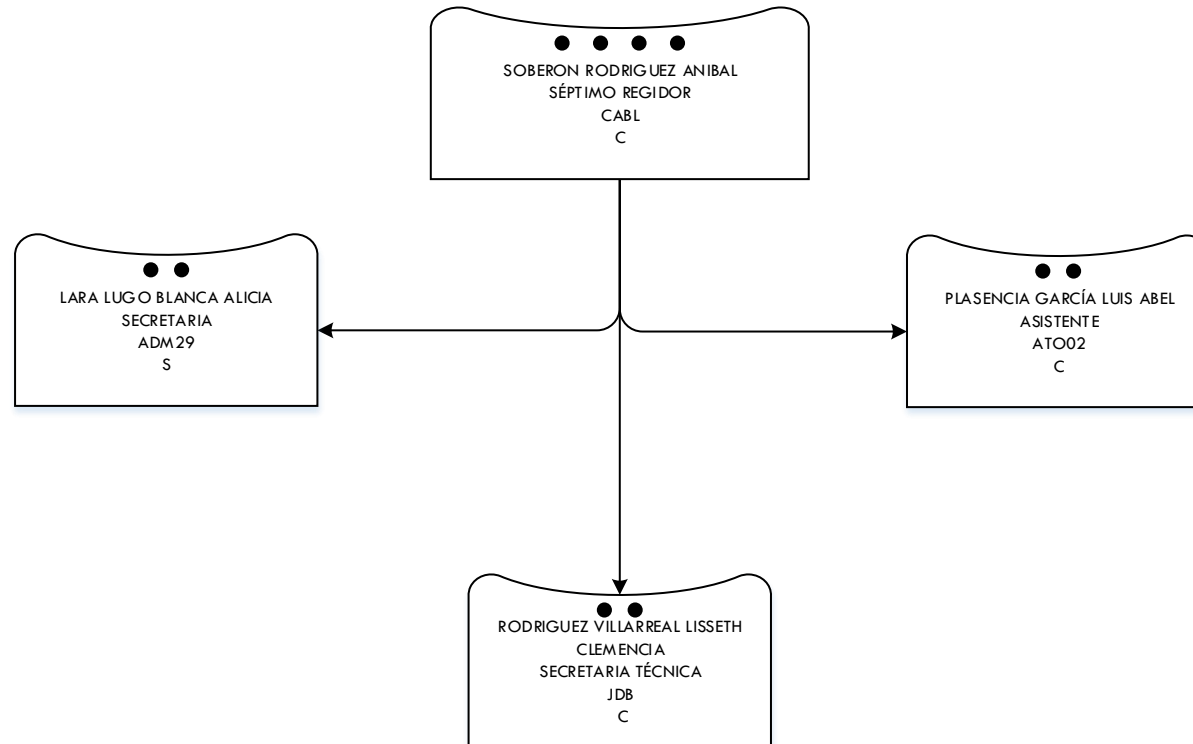 SOBERON RODRIGUEZ ANIBAL
SÉPTIMO REGIDOR
CABL
C
LARA LUGO BLANCA ALICIA
SECRETARIA
ADM29
S
PLASENCIA GARCÍA LUIS ABEL
ASISTENTE
ATO02
C
RODRIGUEZ VILLARREAL LISSETH
CLEMENCIA
SECRETARIA TÉCNICA
JDB
C